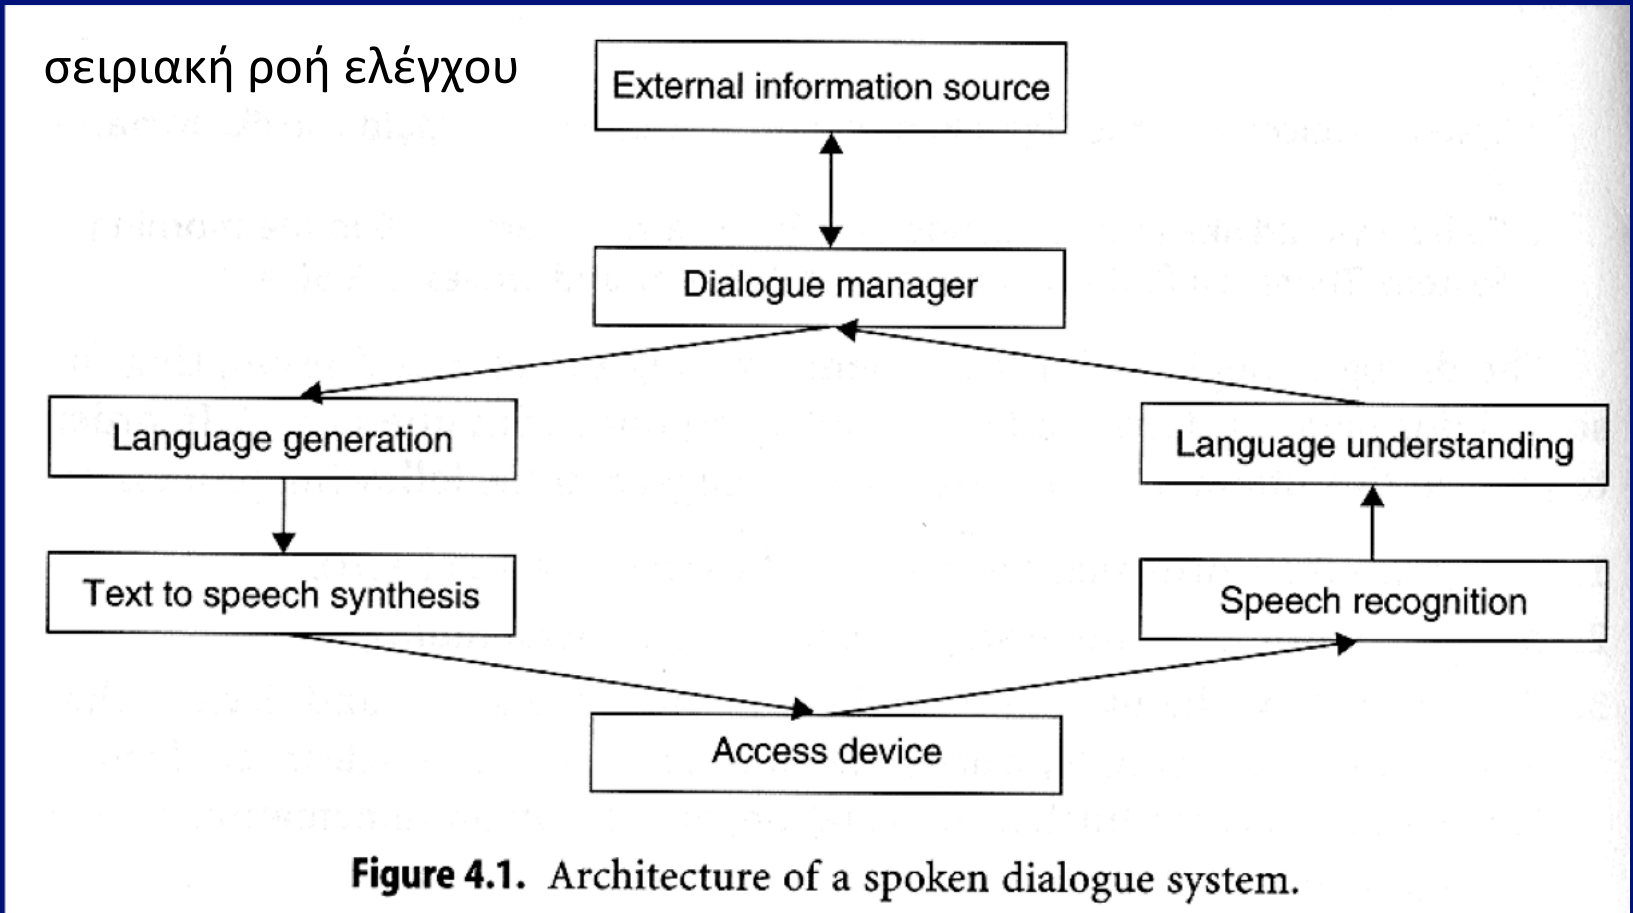 σειριακή ροή ελέγχου
External information source
Dialogue manager
Language generation
Language understanding
Text to speech synthesis
Speech recognition
Access device
Figure 4.1. Architecture of a spoken dialogue system.